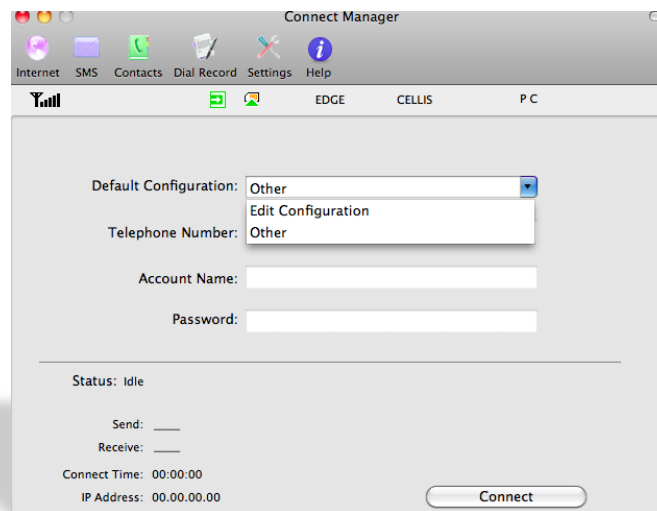 Connect Manager
Internet SMS Contacts Dial Record Settings Help
EDGE CELLIS P C
Default Configuration: Other
Edit Configuration
Telephone Number: Other
Account Name:
Password:
Status: Idle
Send: ____
Receive: ____
Connect Time: 00:00:00
IP Address: 00.00.00.00 Connect